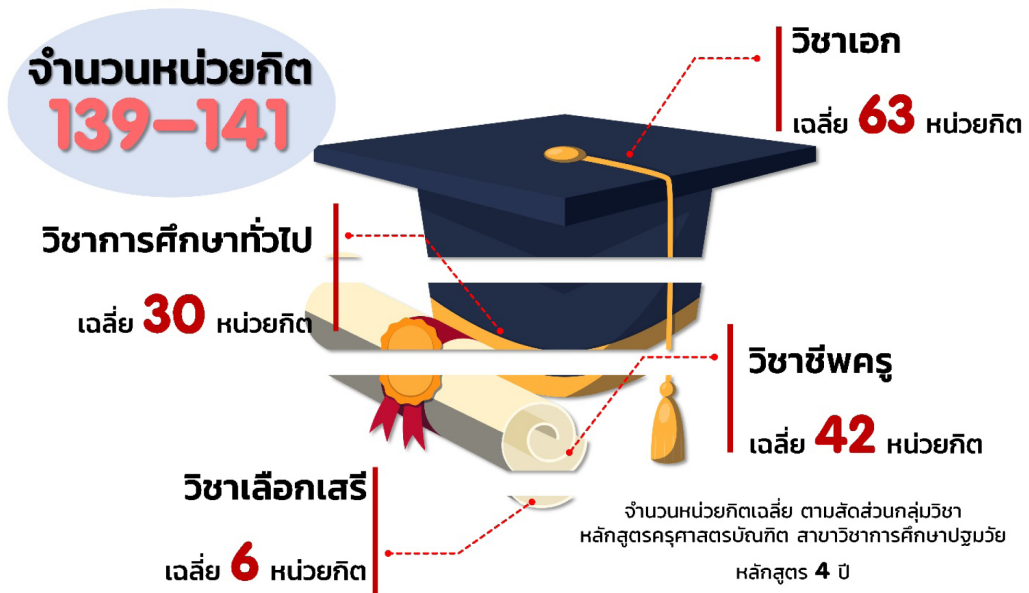 จำนวนหน่วยกิต
139–141
วิชาเอก
เฉลี่ย 63 หน่วยกิต
วิชาการศึกษาทั่วไป
เฉลี่ย 30 หน่วยกิต
วิชาชีพครู
เฉลี่ย 42 หน่วยกิต
วิชาเลือกเสรี
เฉลี่ย 6 หน่วยกิต
จำนวนหน่วยกิตเฉลี่ย ตามสัดส่วนกลุ่มวิชา
หลักสูตรครุศาสตรบัณฑิต สาขาวิชาการศึกษาปฐมวัย
หลักสูตร 4 ปี